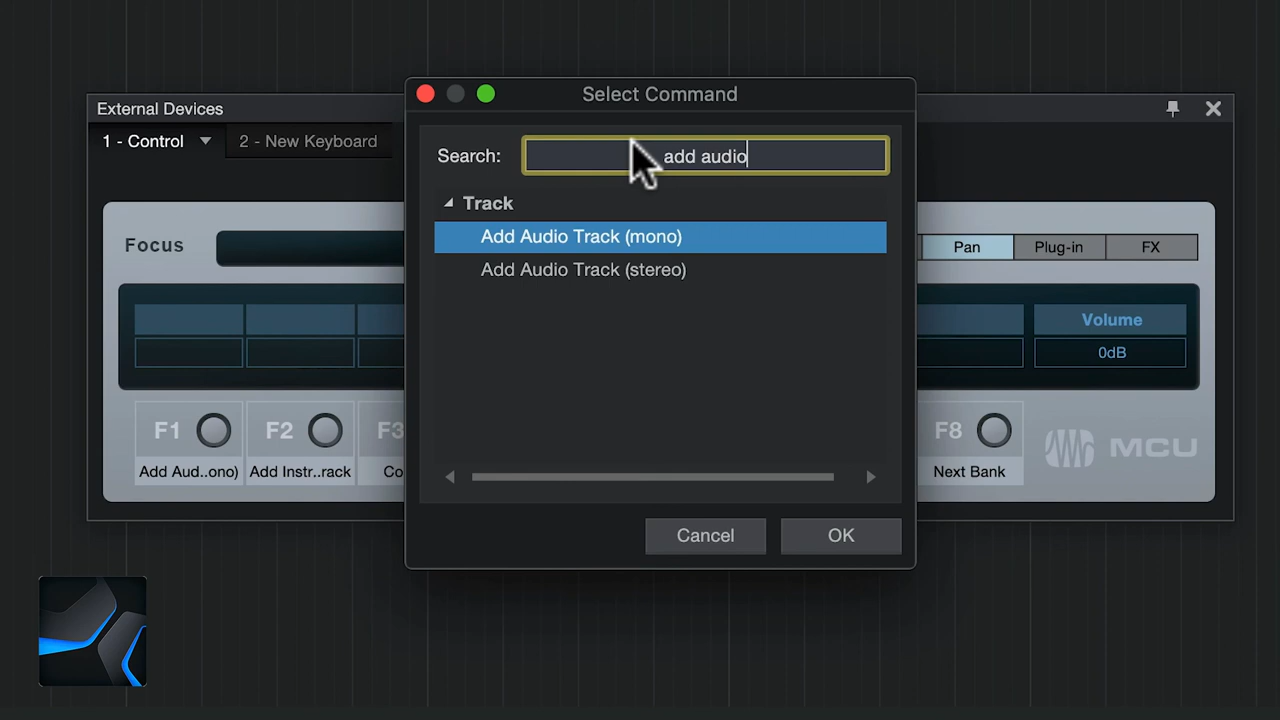 Select Command
External Devices
1 - Control
2 - New Keyboard
Search:
add audio
Track
Add Audio Track (mono)
Add Audio Track (stereo)
Focus
Pan
Plug-in
FX
Volume
0dB
F1
F2
F3
F8
MCU
Add Aud..ono)
Add Instr..rack
Co
Next Bank
Cancel
OK